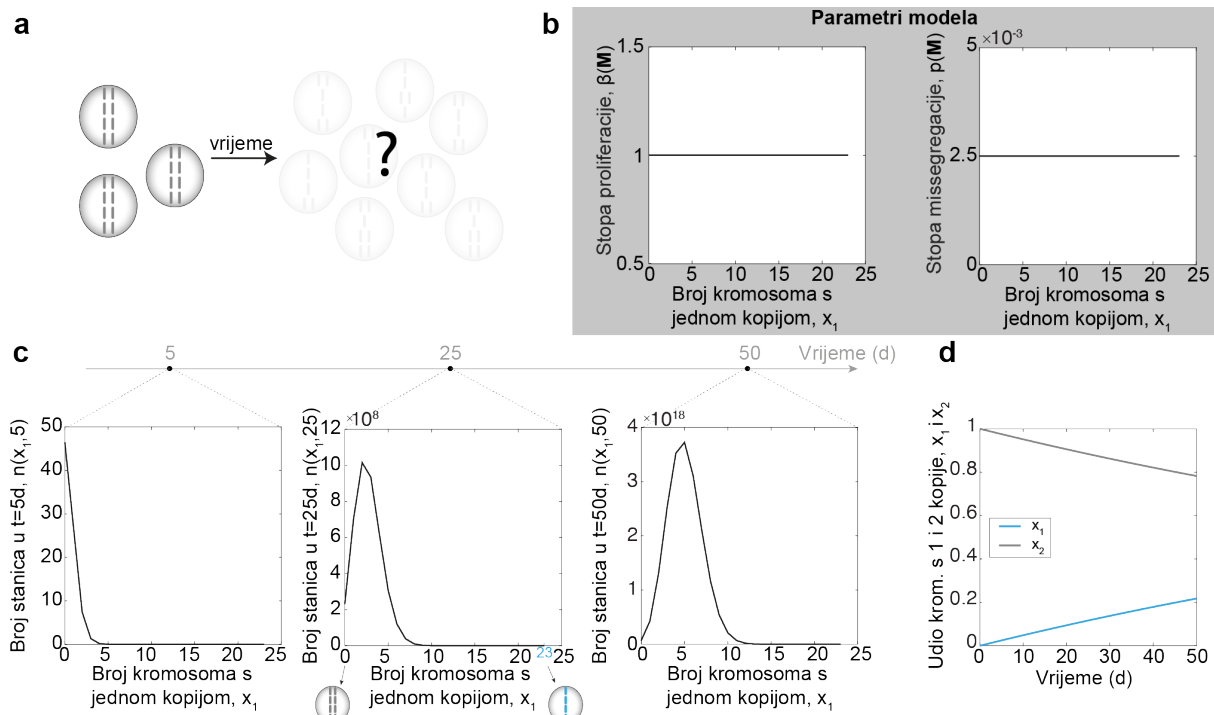 a
vrijeme
?
b
Parametri modela
Stopa proliferacije, β(M)
1.5
1
0.5
0 5 10 15 20 25
Broj kromosoma s
jednom kopijom, x1
Stopa missegregacije, p(M)
×10-3
5
2.5
0
0 5 10 15 20 25
Broj kromosoma s
jednom kopijom, x1
c
5 25 50 Vrijeme (d)
Broj stanica u t=5d, n(x1,5)
50
40
30
20
10
0
0 5 10 15 20 25
Broj kromosoma s
jednom kopijom, x1
Broj stanica u t=25d, n(x1,25)
×108
12
10
8
6
4
2
0
0 5 10 15 20 23 25
Broj kromosoma s
jednom kopijom, x1
Broj stanica u t=50d, n(x1,50)
×1018
4
3
2
1
0
0 5 10 15 20 25
Broj kromosoma s
jednom kopijom, x1
d
Udio krom. s 1 i 2 kopije, x1 i x2
1
0.8
0.6
0.4
0.2
0
x1
x2
0 10 20 30 40 50
Vrijeme (d)